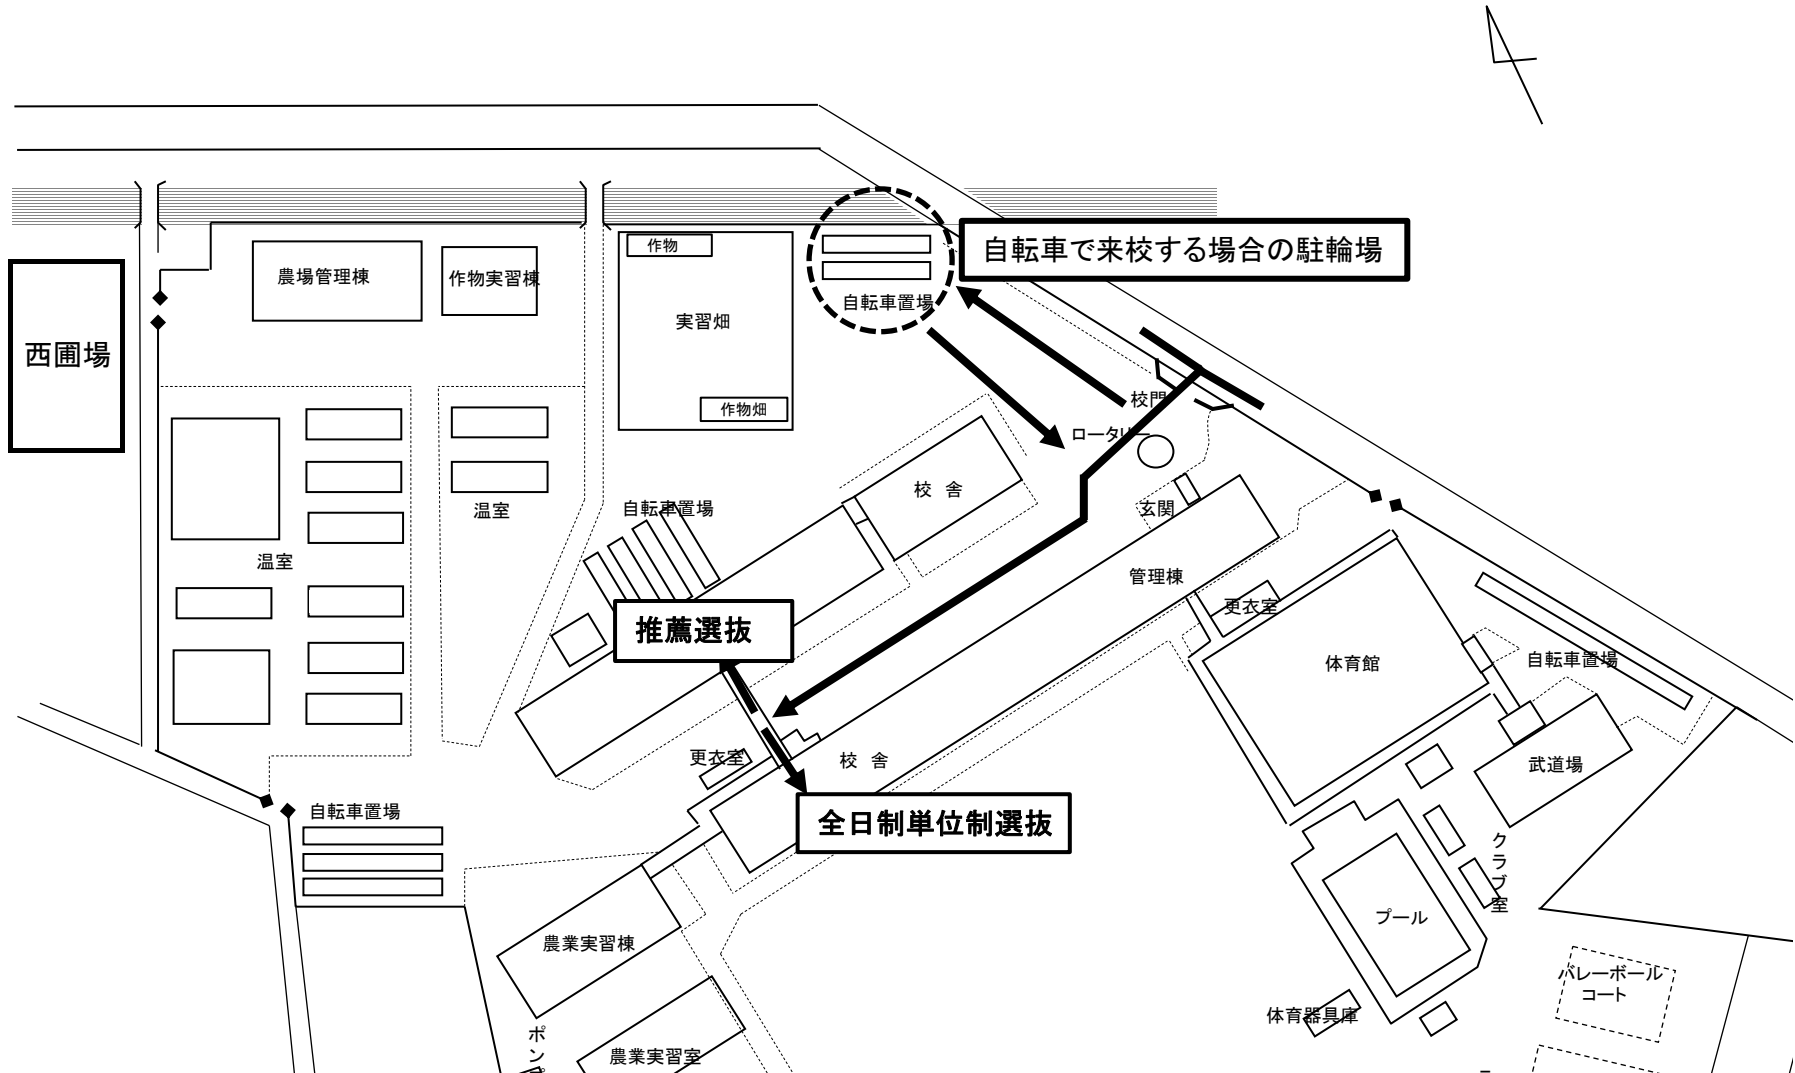 作物
自転車で来校する場合の駐輪場
農場管理棟
作物実習棟
自転車置場
実習畑
西圃場
校門
作物畑
ロータリー
校 舎
自転車置場
温室
玄関
温室
管理棟
更衣室
推薦選抜
体育館
自転車置場
更衣室
校 舎
武道場
自転車置場
全日制単位制選抜
クラブ室
プール
農業実習棟
バレーボール
コート
体育器具庫
ポン
農業実習室